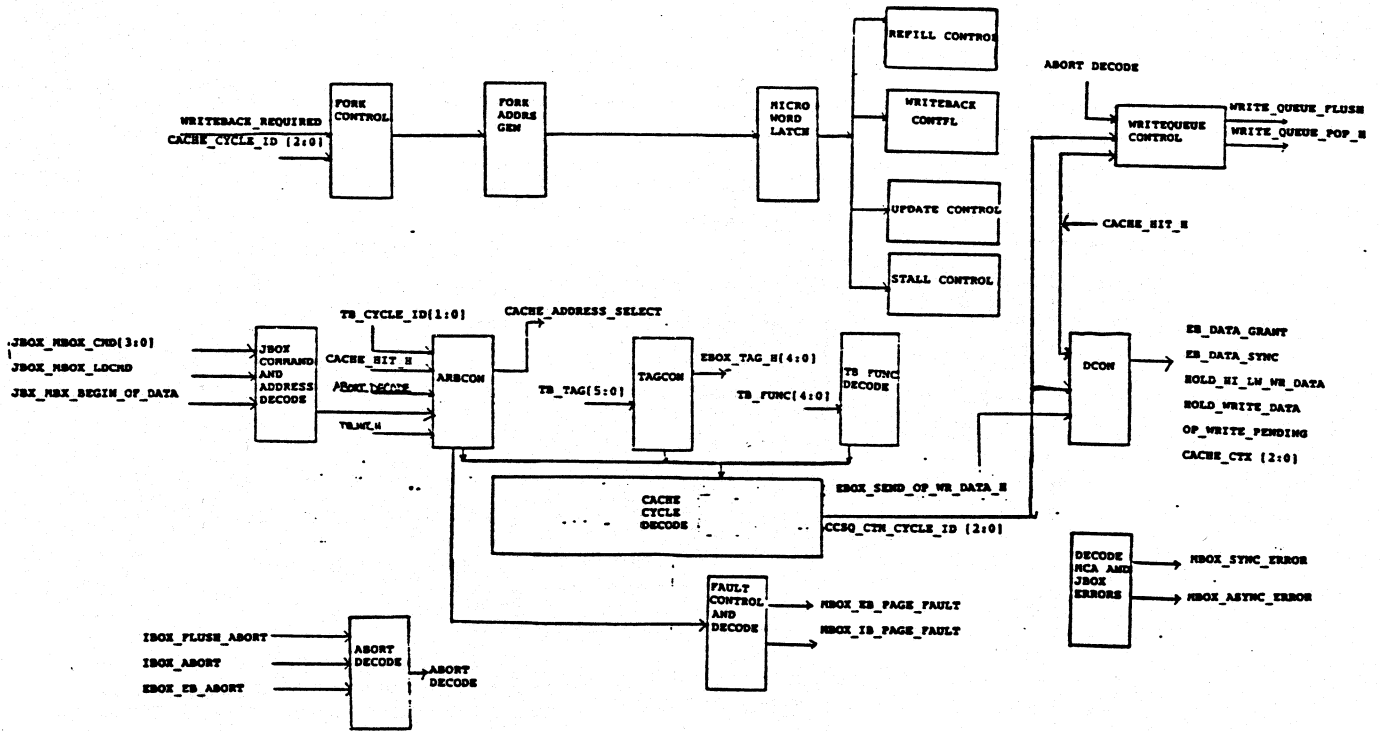 REFILL CONTROL
ABORT DECODE
FORK
CONTROL
FORK
ADDRS
GEN
MICRO
WORD
LATCH
WRITEBACK
CONTFL
WRITEBACK_REQUIRED
CACHE_CYCLE_ID [2:0]
WRITEQUEUE
CONTROL
WRITE_QUEUE_FLUSH
WRITE_QUEUE_POP_H
UPDATE CONTROL
CACHE_HIT_H
STALL CONTROL
TB_CYCLE_ID[1:0]
CACHE_ADDRESS_SELECT
JBOX_MBOX_CMD[3:0]
JBOX_MBOX_LDCMD
JBX_MBX_BEGIN_OF_DATA
JBOX
COMMAND
AND
ADDRESS
DECODE
CACHE_HIT_H
ABORT_DECODE
TB_HIT_H
ARBCON
TB_TAG[5:0]
TAGCON
EBOX_TAG_H[4:0]
TB_FUNC[4:0]
TB FUNC
DECODE
DCON
EB_DATA_GRANT
EB_DATA_SYNC
HOLD_HI_LW_WR_DATA
HOLD_WRITE_DATA
OP_WRITE_PENDING
CACHE_CTX [2:0]
CACHE
CYCLE
DECODE
EBOX_SEND_OP_WR_DATA_H
CCSQ_CTM_CYCLE_ID [2:0]
DECODE
MCA AND
JBOX
ERRORS
MBOX_SYNC_ERROR
MBOX_ASYNC_ERROR
FAULT
CONTROL
AND
DECODE
MBOX_EB_PAGE_FAULT
MBOX_IB_PAGE_FAULT
IBOX_FLUSH_ABORT
IBOX_ABORT
EBOX_EB_ABORT
ABORT
DECODE
ABORT
DECODE